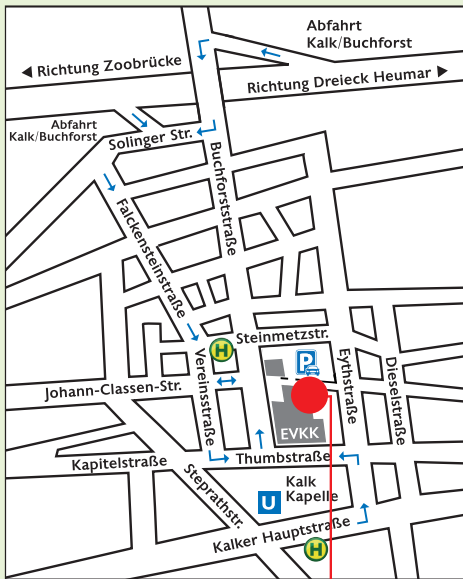 Abfahrt
Kalk/Buchforst
Richtung Zoobrücke
Richtung Dreieck Heumar
Abfahrt
Kalk/Buchforst
Solinger Str.
Buchforststraße
Falckensteinstraße
Steinmetzstr.
H
P
Vereinsstraße
Eythstraße
Dieselstraße
Johann-Classen-Str.
EVKK
Kapitelstraße
Thumbstraße
Steprathstr.
U
Kalk
Kapelle
Kalker Hauptstraße
H